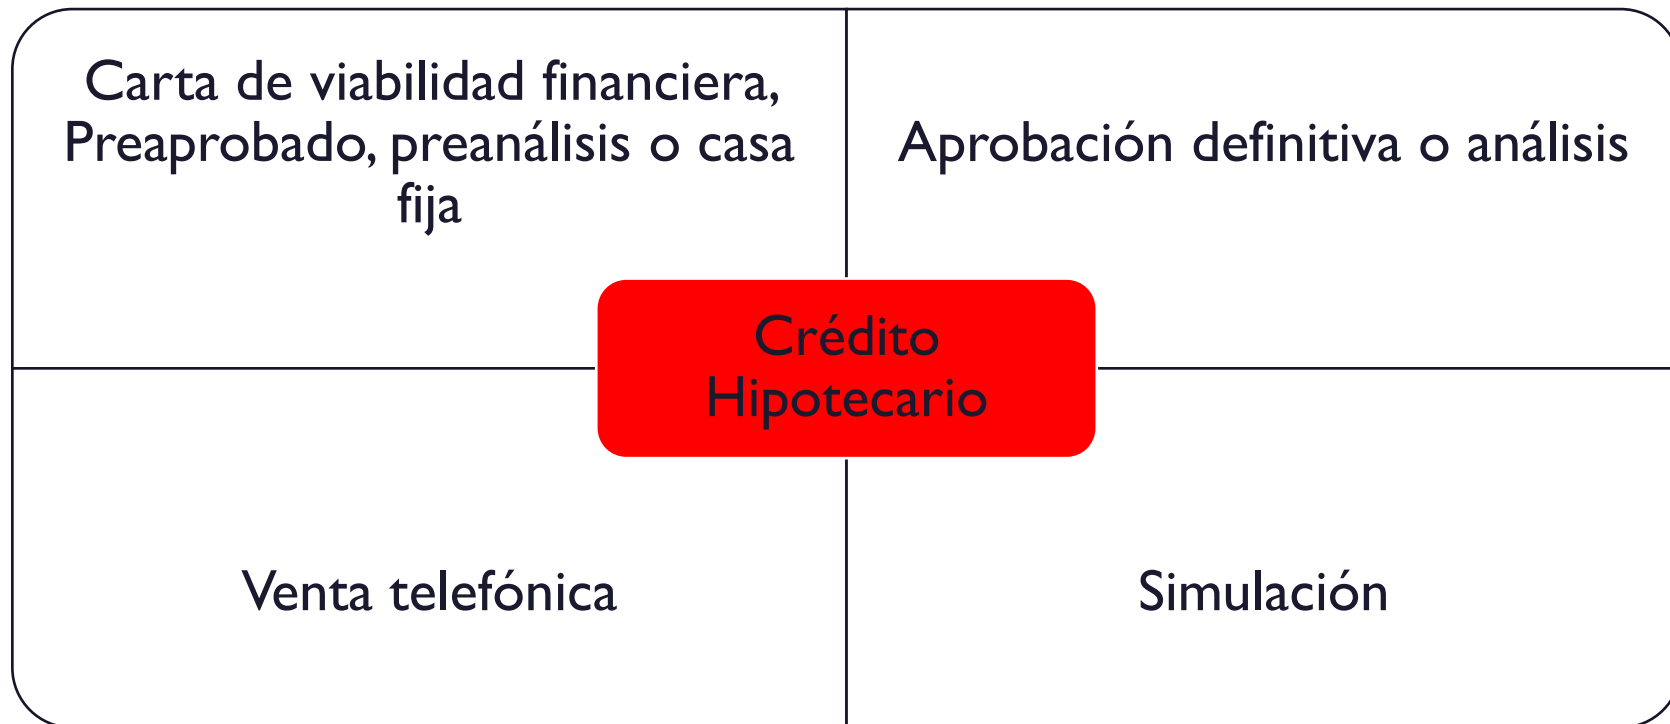 Carta de viabilidad financiera,
Preaprobado, preanálisis o casa
fija
Aprobación definitiva o análisis
Crédito
Hipotecario
Venta telefónica
Simulación